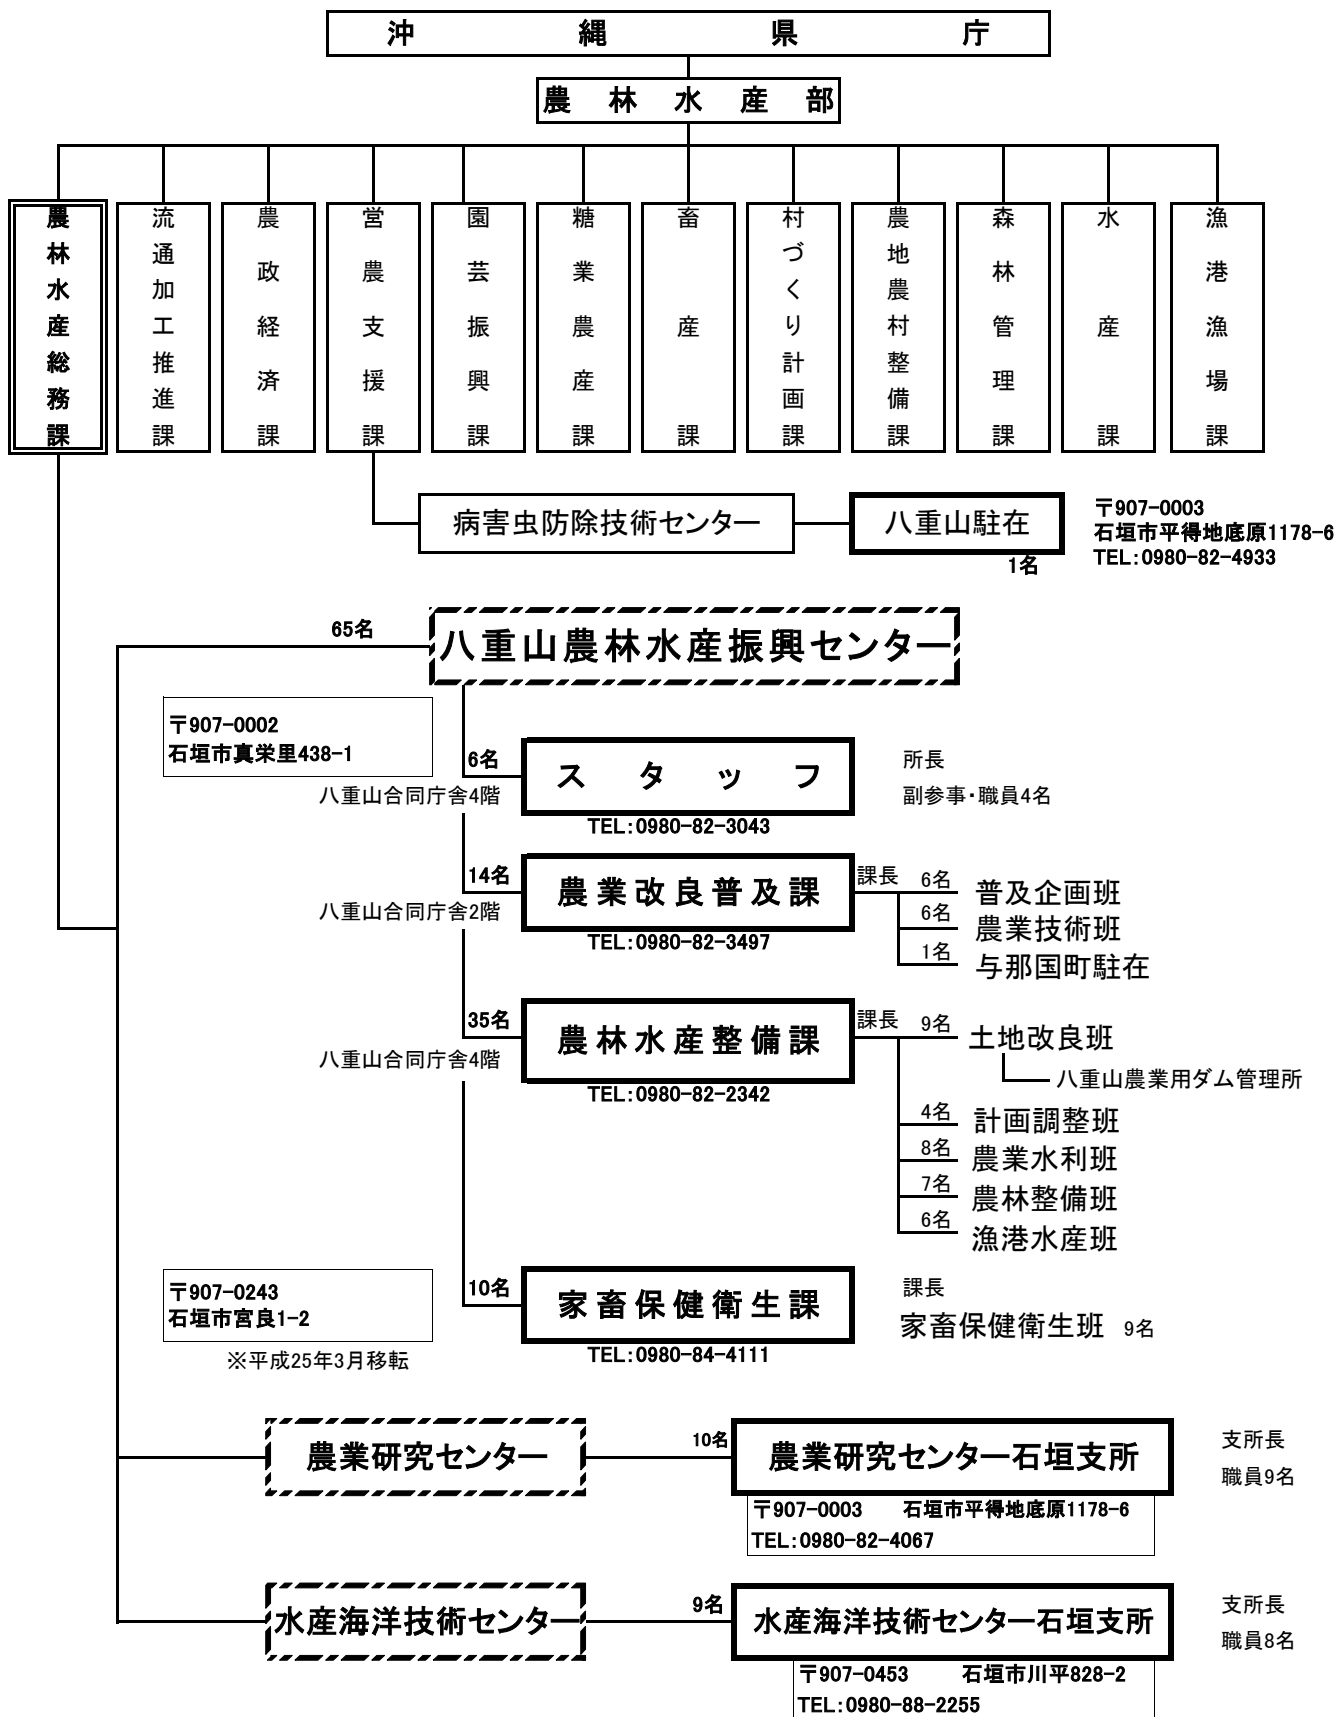 沖縄県庁
農林水産部
農林水産総務課
流通加工推進課
農政経済課
営農支援課
園芸振興課
糖業農産課
畜産課
村づくり計画課
農地農村整備課
森林管理課
水産課
漁港漁場課
病害虫防除技術センター
八重山駐在
1名
〒907-0003
石垣市平得地底原1178-6
TEL:0980-82-4933
65名
八重山農林水産振興センター
〒907-0002
石垣市真栄里438-1
6名
スタッフ
所長
副参事・職員4名
八重山合同庁舎4階
TEL:0980-82-3043
14名
農業改良普及課
課長
6名
普及企画班
八重山合同庁舎2階
6名
農業技術班
TEL:0980-82-3497
1名
与那国町駐在
35名
農林水産整備課
課長
9名
土地改良班
八重山合同庁舎4階
八重山農業用ダム管理所
TEL:0980-82-2342
4名
計画調整班
8名
農業水利班
7名
農林整備班
6名
漁港水産班
〒907-0243
石垣市宮良1-2
※平成25年3月移転
10名
家畜保健衛生課
課長
家畜保健衛生班 9名
TEL:0980-84-4111
農業研究センター
10名
農業研究センター石垣支所
支所長
職員9名
〒907-0003 石垣市平得地底原1178-6
TEL:0980-82-4067
水産海洋技術センター
9名
水産海洋技術センター石垣支所
支所長
職員8名
〒907-0453 石垣市川平828-2
TEL:0980-88-2255